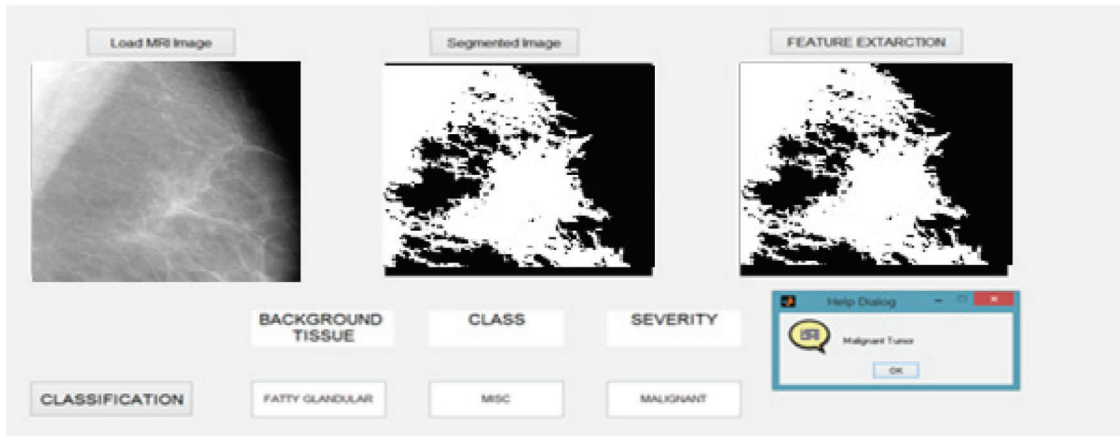 Load MRI Image
Segmented Image
FEATURE EXTARCTION
BACKGROUND
TISSUE
CLASS
SEVERITY
Help Dialog
Malignant Tumor
OK
CLASSIFICATION
FATTY GLANDULAR
MISC
MALIGNANT